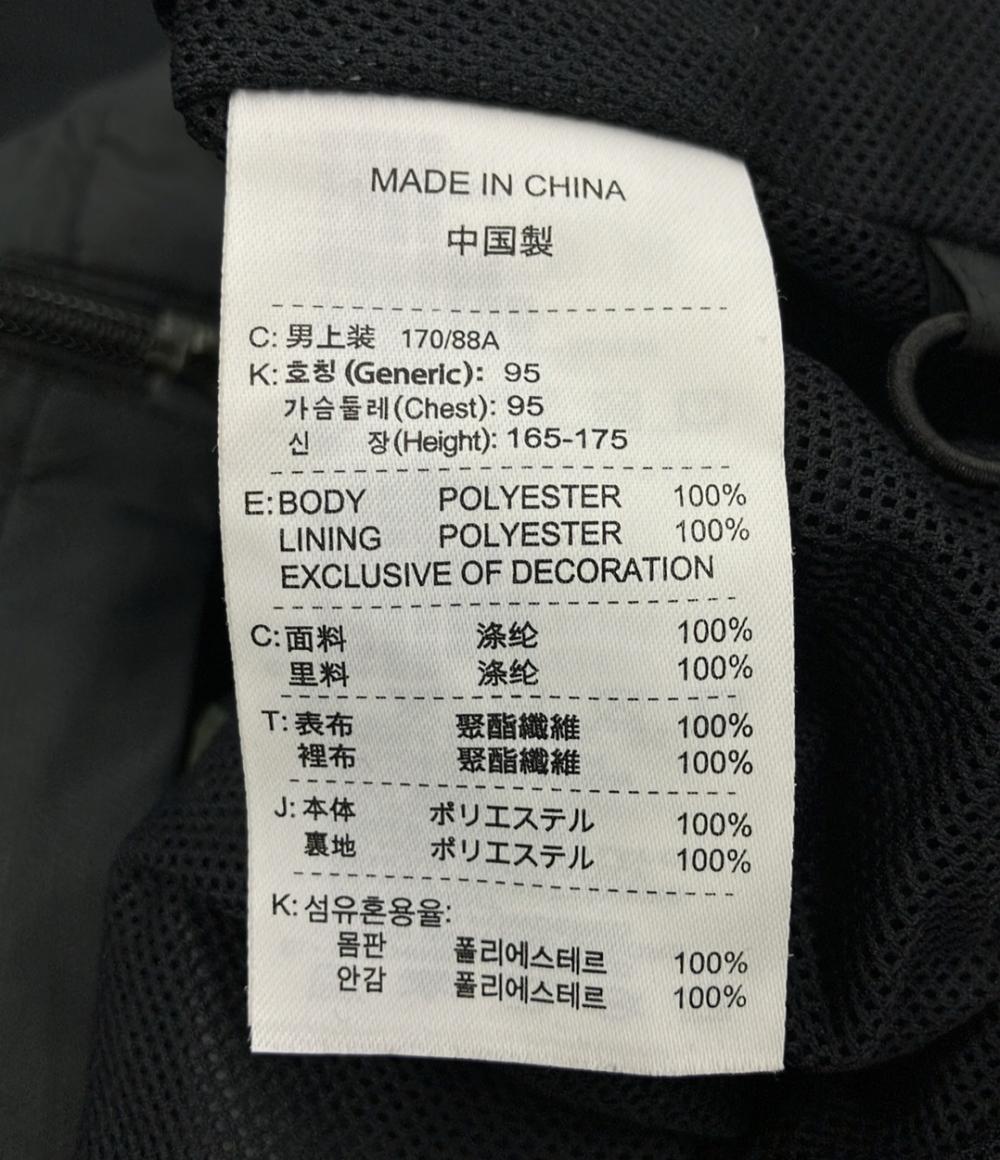 MADE IN CHINA
中国製
C: 男上装 170/88A
K: 호칭 (Generic): 95
가슴둘레(Chest): 95
신 장(Height): 165-175
E: BODY POLYESTER 100%
LINING POLYESTER 100%
EXCLUSIVE OF DECORATION
C: 面料 涤纶 100%
里料 涤纶 100%
T: 表布 聚酯纖維 100%
裡布 聚酯纖維 100%
J: 本体 ポリエステル 100%
裏地 ポリエステル 100%
K: 섬유혼용율:
몸판 폴리에스테르 100%
안감 폴리에스테르 100%